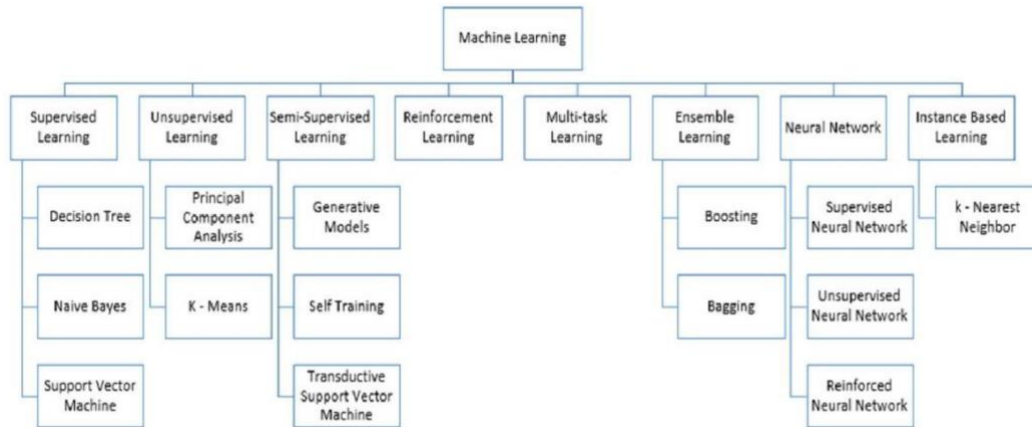 Machine Learning
Supervised
Learning
Unsupervised
Learning
Semi-Supervised
Learning
Reinforcement
Learning
Multi-task
Learning
Ensemble
Learning
Neural Network
Instance Based
Learning
Decision Tree
Principal
Component
Analysis
Generative
Models
Boosting
Supervised
Neural Network
k - Nearest
Neighbor
Naive Bayes
K - Means
Self Training
Bagging
Unsupervised
Neural Network
Support Vector
Machine
Transductive
Support Vector
Machine
Reinforced
Neural Network